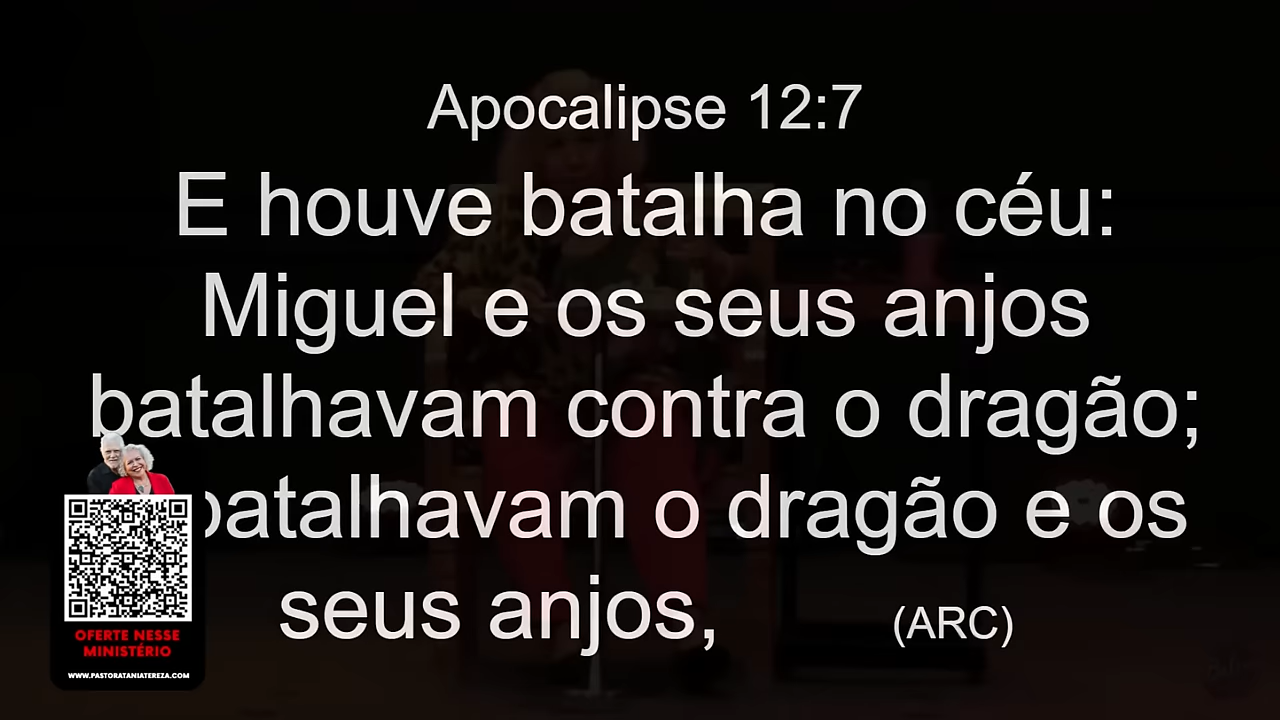 Apocalipse 12:7
E houve batalha no céu:
Miguel e os seus anjos
batalhavam contra o dragão;
batalhavam o dragão e os
seus anjos,
(ARC)
OFERTE NESSE
MINISTÉRIO
WWW.PASTORATANIATEREZA.COM